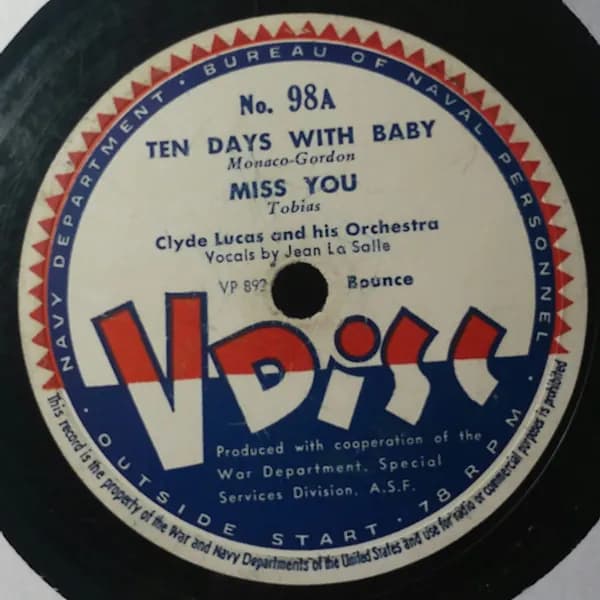 NAVY DEPARTMENT · BUREAU OF NAVAL PERSONNEL
No. 98A
TEN DAYS WITH BABY
Monaco-Gordon
MISS YOU
Tobias
Clyde Lucas and his Orchestra
Vocals by Jean La Salle
VP 892 Bounce
V DISC
Produced with cooperation of the
War Department, Special
Services Division, A.S.F.
· OUTSIDE START · 78 RPM ·
This record is the property of the War and Navy Departments of the United States and use for radio or commercial purposes is prohibited